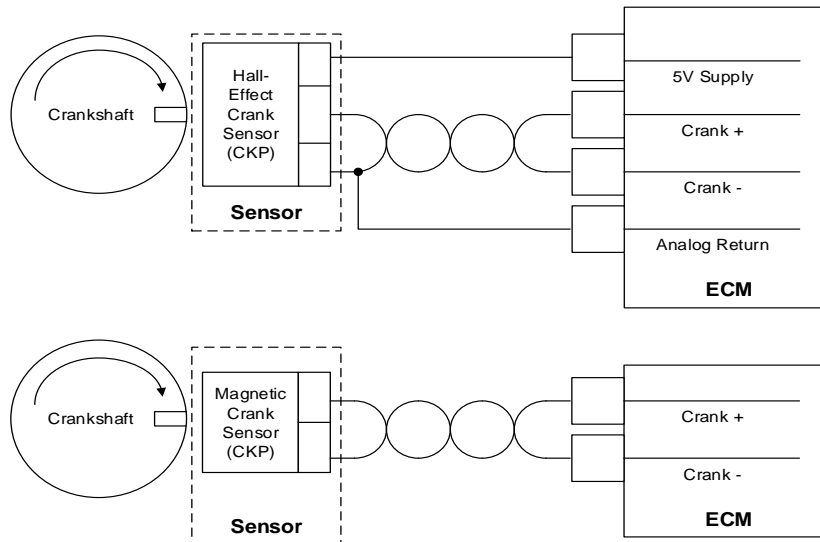 Crankshaft
Hall-
Effect
Crank
Sensor
(CKP)
Sensor
5V Supply
Crank +
Crank -
Analog Return
ECM
Crankshaft
Magnetic
Crank
Sensor
(CKP)
Sensor
Crank +
Crank -
ECM